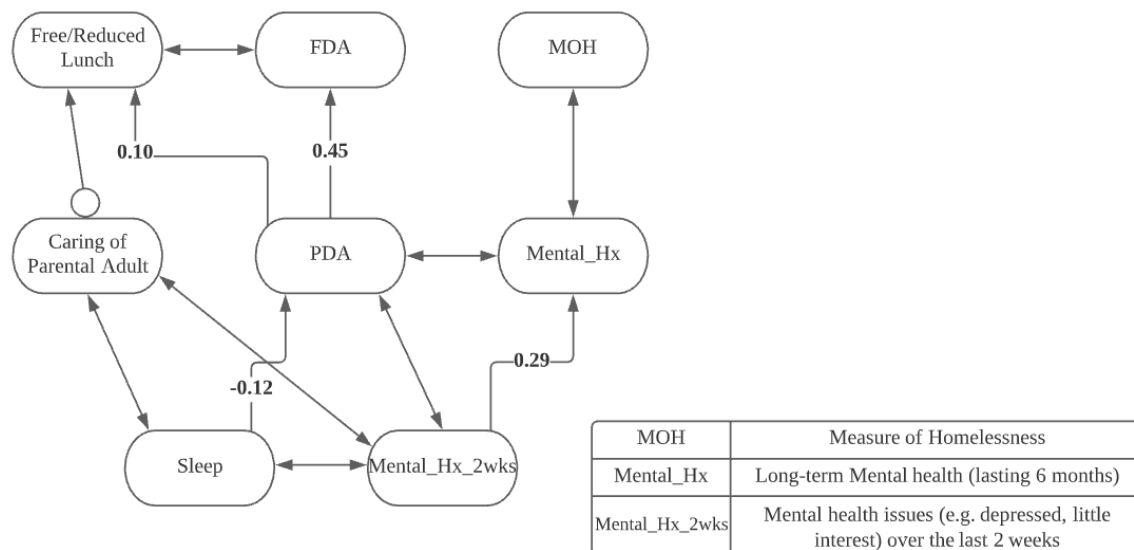 Free/Reduced
Lunch
FDA
MOH
0.10
0.45
Caring of
Parental Adult
PDA
Mental_Hx
-0.12
0.29
Sleep
Mental_Hx_2wks
MOH
Measure of Homelessness
Mental_Hx
Long-term Mental health (lasting 6 months)
Mental_Hx_2wks
Mental health issues (e.g. depressed, little
interest) over the last 2 weeks